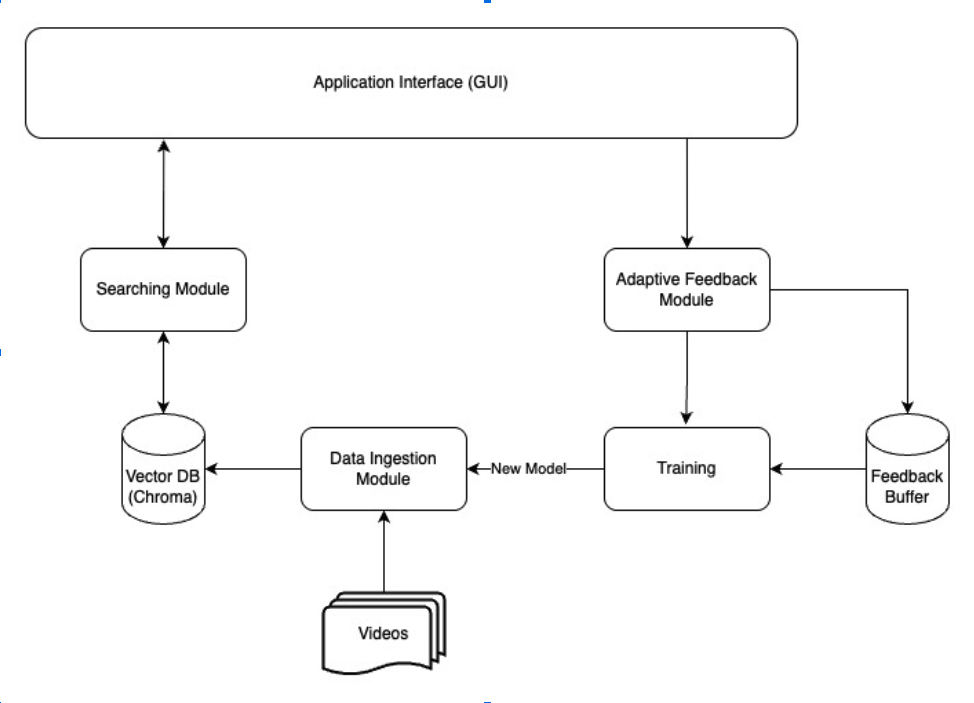 Application Interface (GUI)
Searching Module
Adaptive Feedback
Module
Vector DB
(Chroma)
Data Ingestion
Module
New Model
Training
Feedback
Buffer
Videos